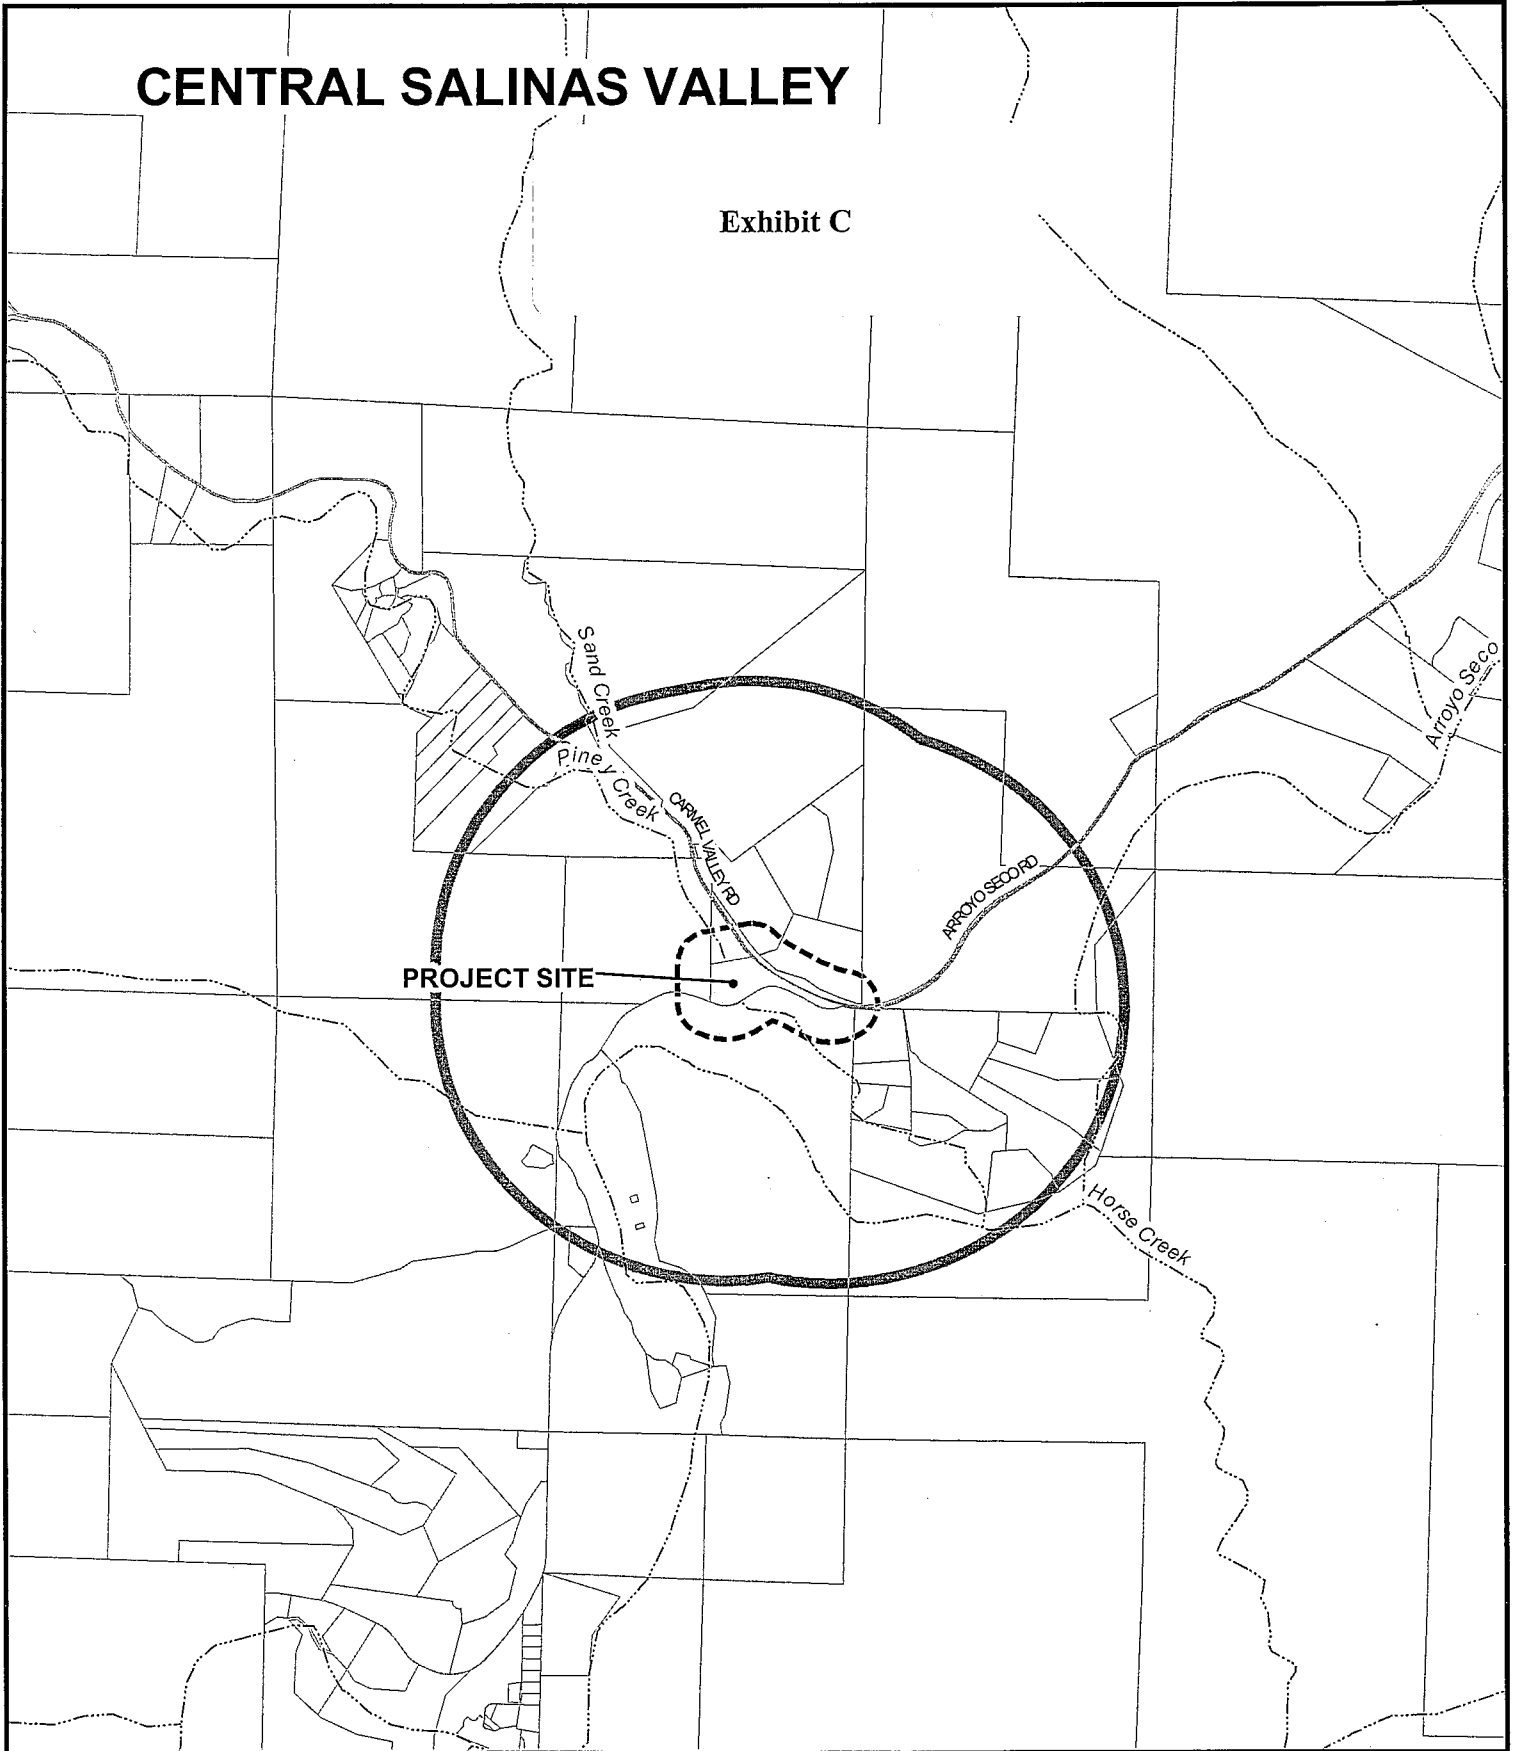 CENTRAL SALINAS VALLEY
Exhibit C
Sand Creek
Piney Creek
CARMEL VALLEY RD
ARROYO SECO RD
Arroyo Seco
PROJECT SITE
Horse Creek